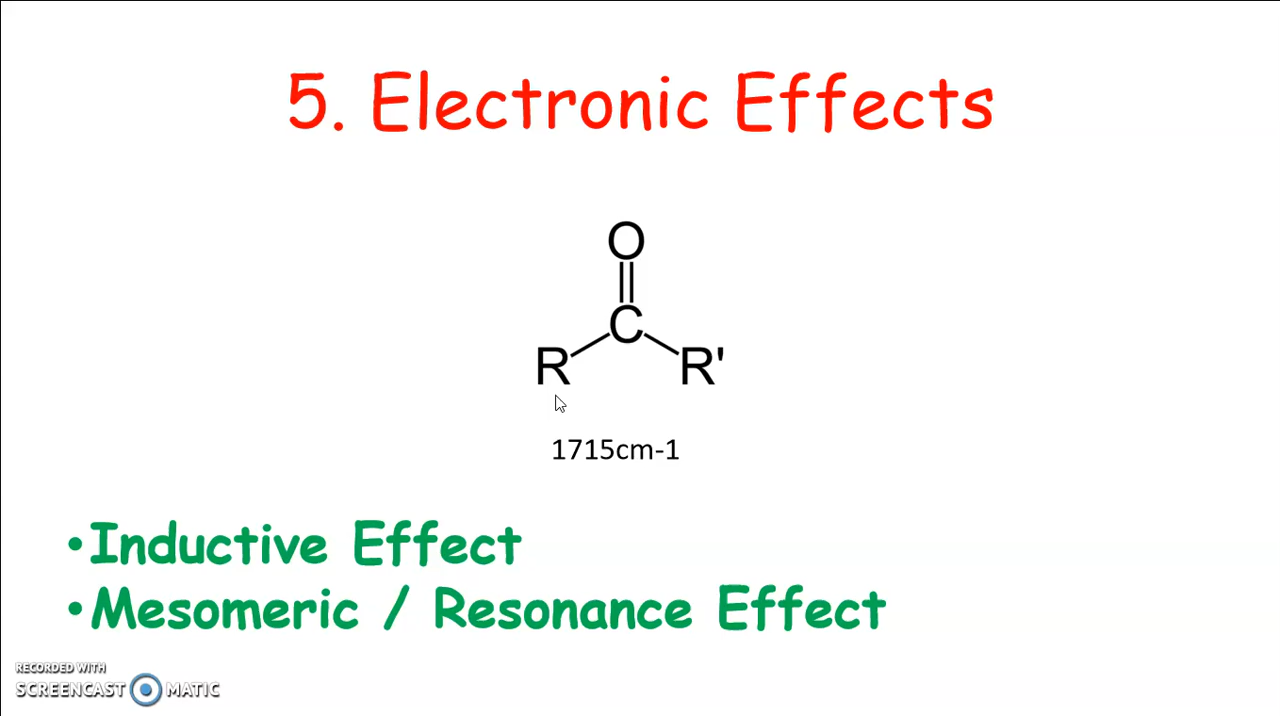 5. Electronic Effects
O
C
R R'
1715cm-1
•Inductive Effect
•Mesomeric / Resonance Effect
RECORDED WITH
SCREENCAST MATIC